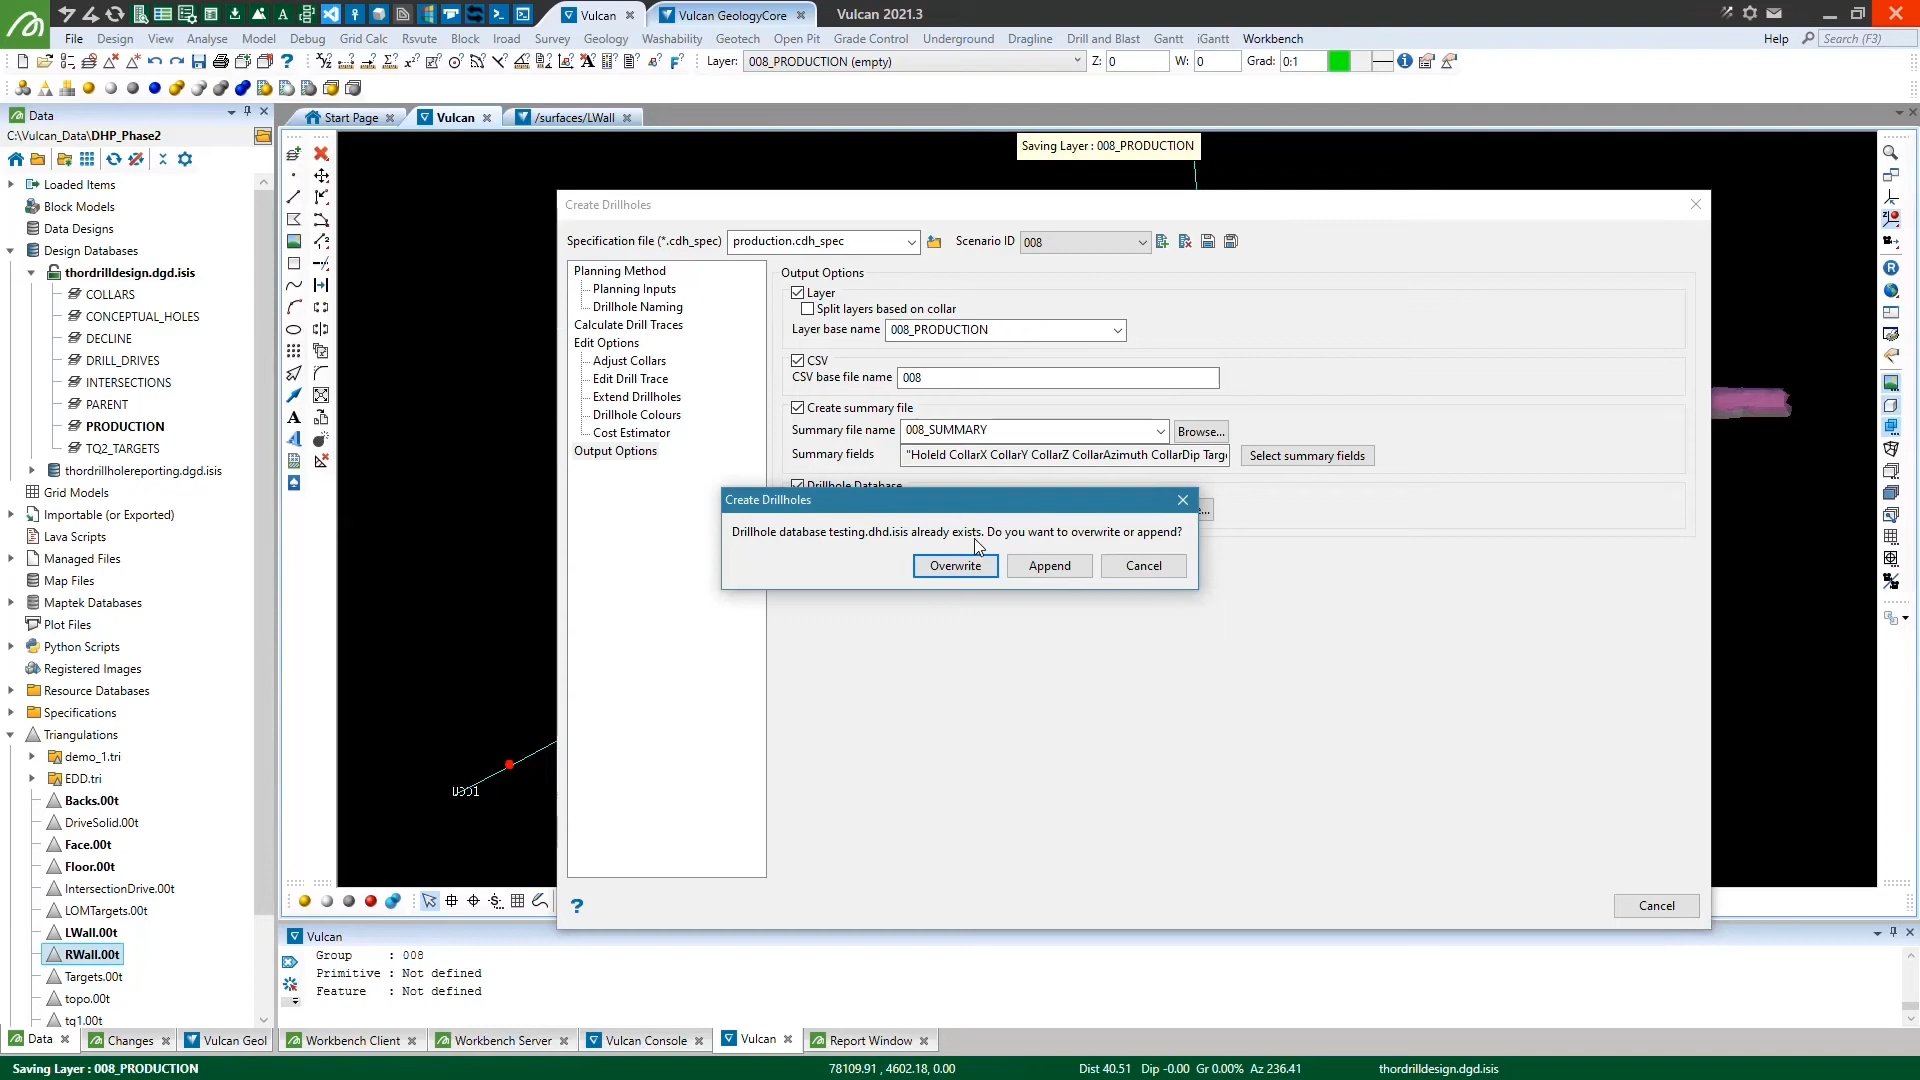 Vulcan
Vulcan GeologyCore
Vulcan 2021.3
File Design View Analyse Model Debug Grid Calc Rsvute Block Iroad Survey Geology Washability Geotech Open Pit Grade Control Underground Dragline Drill and Blast Gantt iGantt Workbench
Help Search (F3)
Layer: 008_PRODUCTION (empty) Z: 0 W: 0 Grad: 0:1
Data
C:\Vulcan_Data\DHP_Phase2
Loaded Items
Block Models
Data Designs
Design Databases
thordrilldesign.dgd.isis
COLLARS
CONCEPTUAL_HOLES
DECLINE
DRILL_DRIVES
INTERSECTIONS
PARENT
PRODUCTION
TQ2_TARGETS
thordrillholereporting.dgd.isis
Grid Models
Importable (or Exported)
Lava Scripts
Managed Files
Map Files
Maptek Databases
Plot Files
Python Scripts
Registered Images
Resource Databases
Specifications
Triangulations
demo_1.tri
EDD.tri
Backs.00t
DriveSolid.00t
Face.00t
Floor.00t
IntersectionDrive.00t
LOMTargets.00t
LWall.00t
RWall.00t
Targets.00t
topo.00t
tq1.00t
Start Page
Vulcan
/surfaces/LWall
Saving Layer : 008_PRODUCTION
Create Drillholes
Specification file (*.cdh_spec) production.cdh_spec Scenario ID 008
Planning Method
Planning Inputs
Drillhole Naming
Calculate Drill Traces
Edit Options
Adjust Collars
Edit Drill Trace
Extend Drillholes
Drillhole Colours
Cost Estimator
Output Options
Output Options
Layer
Split layers based on collar
Layer base name 008_PRODUCTION
CSV
CSV base file name 008
Create summary file
Summary file name 008_SUMMARY Browse...
Summary fields "HoleId CollarX CollarY CollarZ CollarAzimuth CollarDip Targ Select summary fields
Drillhole Database
Create Drillholes
Drillhole database testing.dhd.isis already exists. Do you want to overwrite or append?
Overwrite Append Cancel
Cancel
Vulcan
Group : 008
Primitive : Not defined
Feature : Not defined
Data Changes Vulcan Geol Workbench Client Workbench Server Vulcan Console Vulcan Report Window
Saving Layer : 008_PRODUCTION 78109.91 , 4602.18, 0.00 Dist 40.51 Dip -0.00 Gr 0.00% Az 236.41 thordrilldesign.dgd.isis